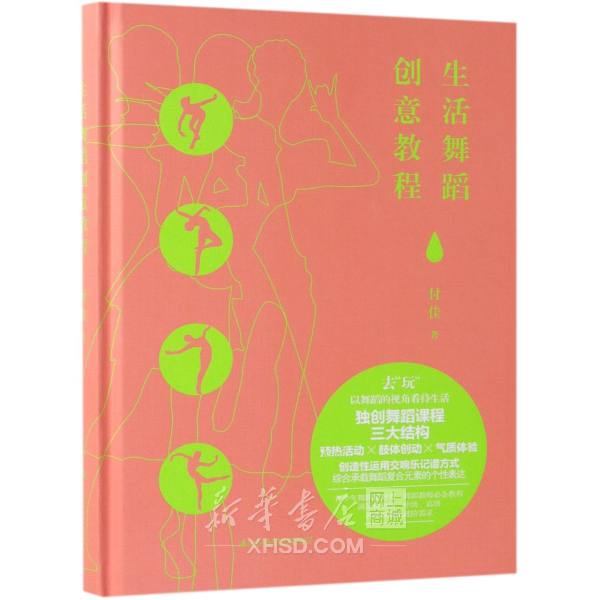 生活舞蹈
创意教程
付佳 著
去“玩”
以舞蹈的视角看待生活
独创舞蹈课程
三大结构
预热活动×肢体创动×气质体验
创造性运用交响乐记谱方式
综合承载舞蹈复合元素的个性表达
新华书店
网上
商城
XHSD.COM